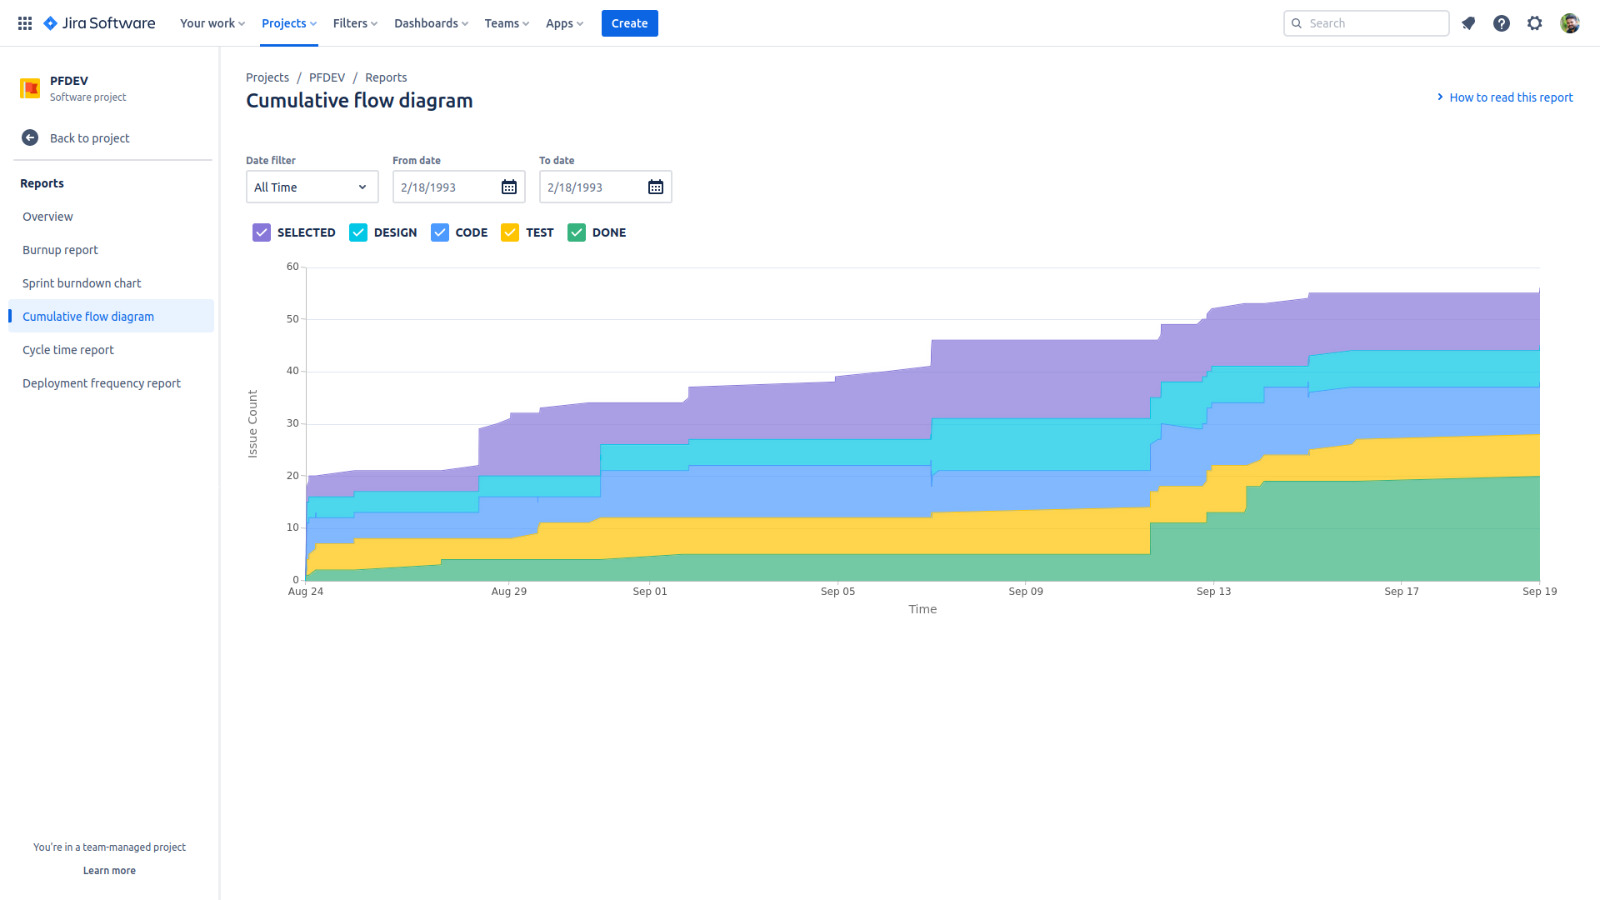 Jira Software
Your work
Projects
Filters
Dashboards
Teams
Apps
Create
Search
PFDEV
Software project
Back to project
Reports
Overview
Burnup report
Sprint burndown chart
Cumulative flow diagram
Cycle time report
Deployment frequency report
You're in a team-managed project
Learn more
Projects / PFDEV / Reports
Cumulative flow diagram
How to read this report
Date filter
From date
To date
All Time
2/18/1993
2/18/1993
SELECTED
DESIGN
CODE
TEST
DONE
60
50
40
30
20
10
0
Issue Count
Aug 24
Aug 29
Sep 01
Sep 05
Sep 09
Sep 13
Sep 17
Sep 19
Time